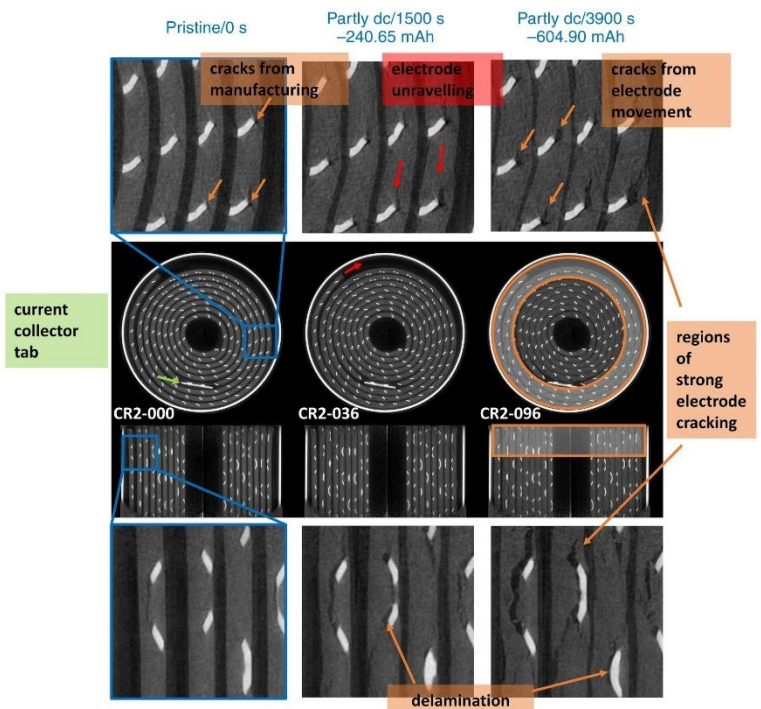 Pristine/0 s
Partly dc/1500 s
–240.65 mAh
Partly dc/3900 s
–604.90 mAh
cracks from
manufacturing
electrode
unravelling
cracks from
electrode
movement
current
collector
tab
CR2-000
CR2-036
CR2-096
regions
of
strong
electrode
cracking
delamination